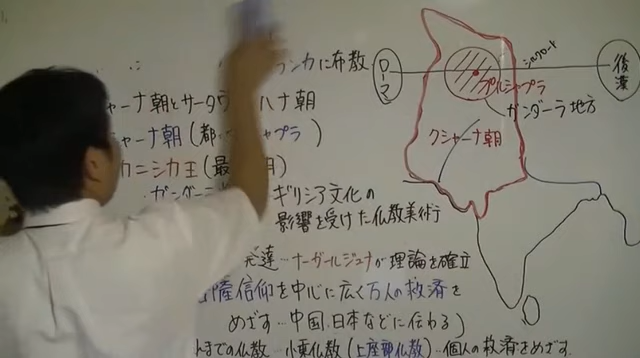 ランカに布教
シャーナ朝とサータヴ ハナ朝
シャーナ朝(都 シャプラ)
カニシカ王(最 期)
ガンダー ギリシア文化の
影響を受けた仏教美術
発達…ナーガールジュナが理論を確立
薩信仰を中心に広く万人の救済を
めざす…中国、日本などに伝わる)
トまでの仏教…小乗仏教(上座部仏教)…個人の救済をめざす
ローマ
シルクロード
後漢
プルシャプラ
ガンダーラ地方
クシャーナ朝